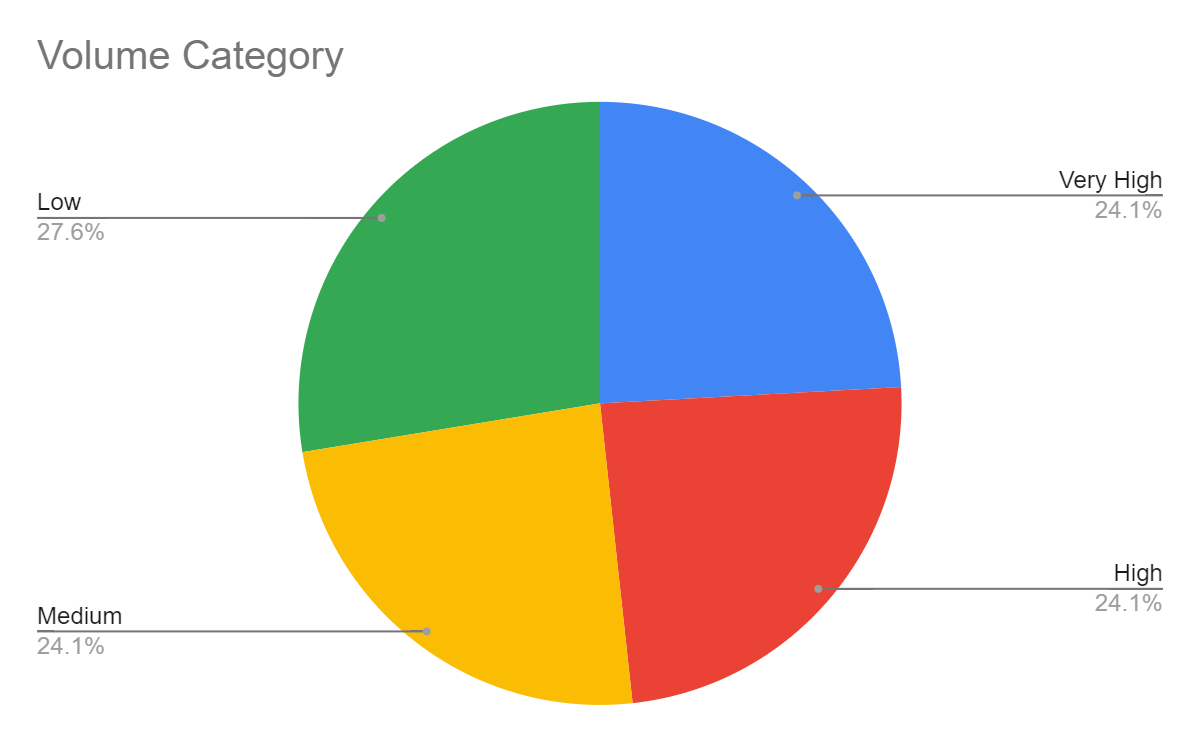 Volume Category
Low
27.6%
Very High
24.1%
Medium
24.1%
High
24.1%